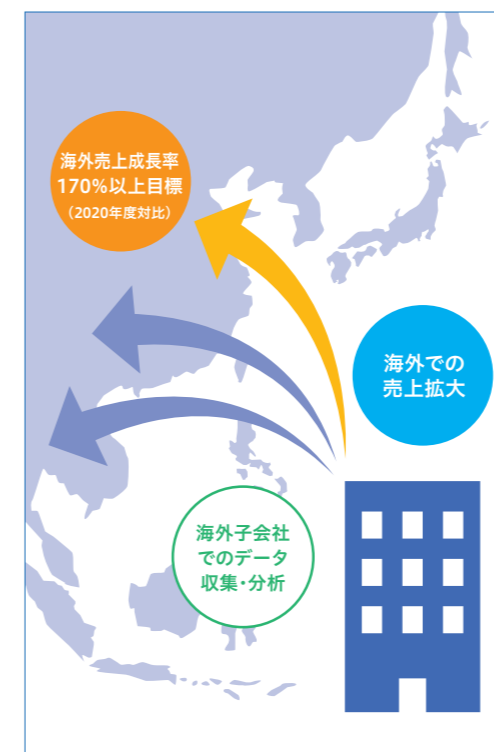 海外売上成長率
170%以上目標
（2020年度対比）
海外での
売上拡大
海外子会社
でのデータ
収集・分析